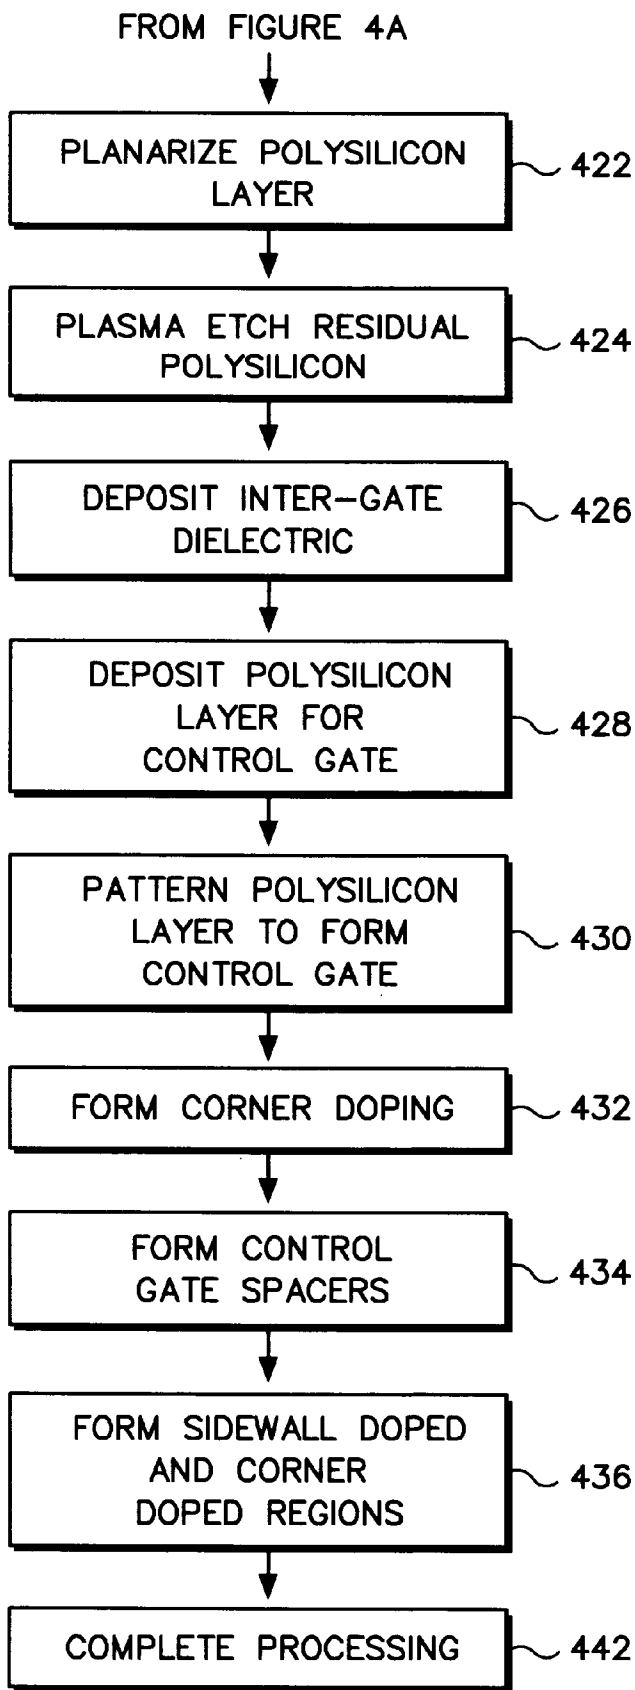 FROM FIGURE 4A
PLANARIZE POLYSILICON
LAYER
422
PLASMA ETCH RESIDUAL
POLYSILICON
424
DEPOSIT INTER-GATE
DIELECTRIC
426
DEPOSIT POLYSILICON
LAYER FOR
CONTROL GATE
428
PATTERN POLYSILICON
LAYER TO FORM
CONTROL GATE
430
FORM CORNER DOPING
432
FORM CONTROL
GATE SPACERS
434
FORM SIDEWALL DOPED
AND CORNER
DOPED REGIONS
436
COMPLETE PROCESSING
442